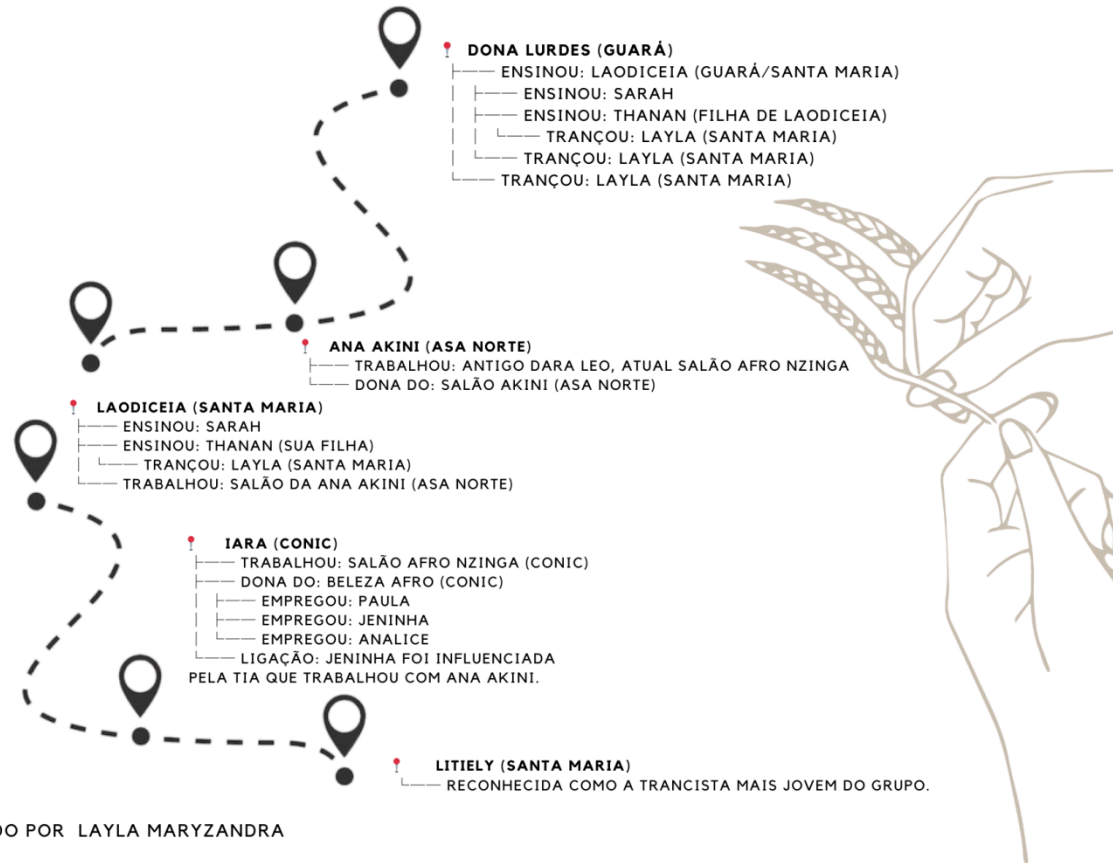 DONA LURDES (GUARÁ)
ENSINOU: LAODICEIA (GUARÁ/SANTA MARIA)
ENSINOU: SARAH
ENSINOU: THANAN (FILHA DE LAODICEIA)
TRANÇOU: LAYLA (SANTA MARIA)
TRANÇOU: LAYLA (SANTA MARIA)
TRANÇOU: LAYLA (SANTA MARIA)
ANA AKINI (ASA NORTE)
TRABALHOU: ANTIGO DARA LEO, ATUAL SALÃO AFRO NZINGA
DONA DO: SALÃO AKINI (ASA NORTE)
LAODICEIA (SANTA MARIA)
ENSINOU: SARAH
ENSINOU: THANAN (SUA FILHA)
TRANÇOU: LAYLA (SANTA MARIA)
TRABALHOU: SALÃO DA ANA AKINI (ASA NORTE)
IARA (CONIC)
TRABALHOU: SALÃO AFRO NZINGA (CONIC)
DONA DO: BELEZA AFRO (CONIC)
EMPREGOU: PAULA
EMPREGOU: JENINHA
EMPREGOU: ANALICE
LIGAÇÃO: JENINHA FOI INFLUENCIADA
PELA TIA QUE TRABALHOU COM ANA AKINI.
LITIELY (SANTA MARIA)
RECONHECIDA COMO A TRANCISTA MAIS JOVEM DO GRUPO.
POR LAYLA MARYZANDRA